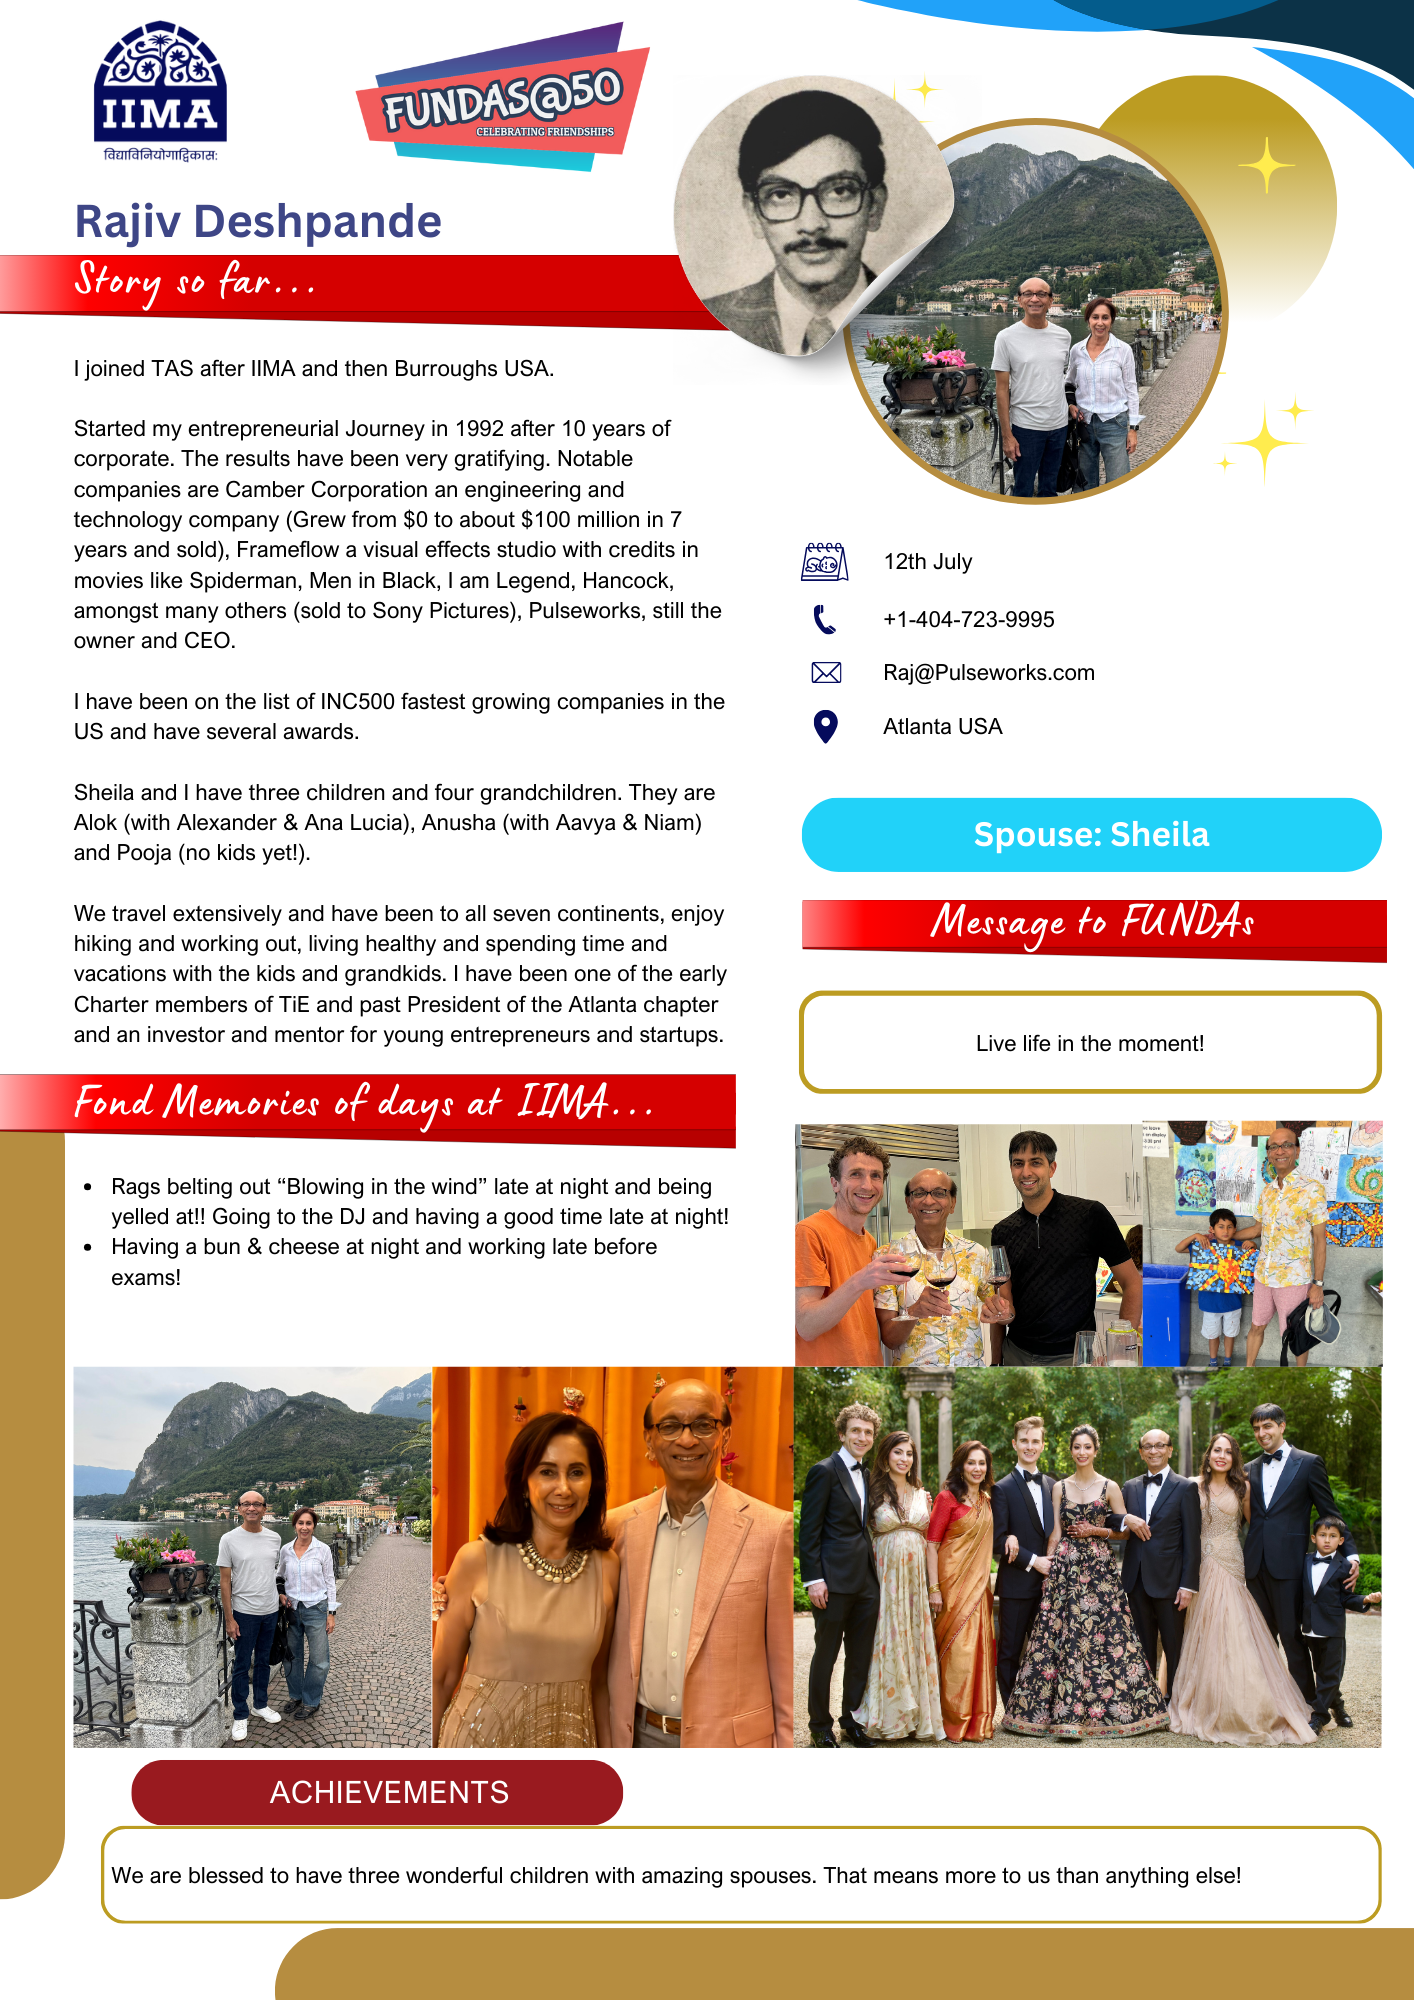 IIMA
विद्याविनियोगाद्विकास:
FUNDAS@50
CELEBRATING FRIENDSHIPS
Rajiv Deshpande
Story so far...
I joined TAS after IIMA and then Burroughs USA.
Started my entrepreneurial Journey in 1992 after 10 years of
corporate. The results have been very gratifying. Notable
companies are Camber Corporation an engineering and
technology company (Grew from $0 to about $100 million in 7
years and sold), Frameflow a visual effects studio with credits in
movies like Spiderman, Men in Black, I am Legend, Hancock,
amongst many others (sold to Sony Pictures), Pulseworks, still the
owner and CEO.
I have been on the list of INC500 fastest growing companies in the
US and have several awards.
Sheila and I have three children and four grandchildren. They are
Alok (with Alexander & Ana Lucia), Anusha (with Aavya & Niam)
and Pooja (no kids yet!).
We travel extensively and have been to all seven continents, enjoy
hiking and working out, living healthy and spending time and
vacations with the kids and grandkids. I have been one of the early
Charter members of TiE and past President of the Atlanta chapter
and an investor and mentor for young entrepreneurs and startups.
Fond Memories of days at IIMA...
• Rags belting out “Blowing in the wind” late at night and being
yelled at!! Going to the DJ and having a good time late at night!
• Having a bun & cheese at night and working late before
exams!
12th July
+1-404-723-9995
Raj@Pulseworks.com
Atlanta USA
Spouse: Sheila
Message to FUNDAs
Live life in the moment!
ACHIEVEMENTS
We are blessed to have three wonderful children with amazing spouses. That means more to us than anything else!